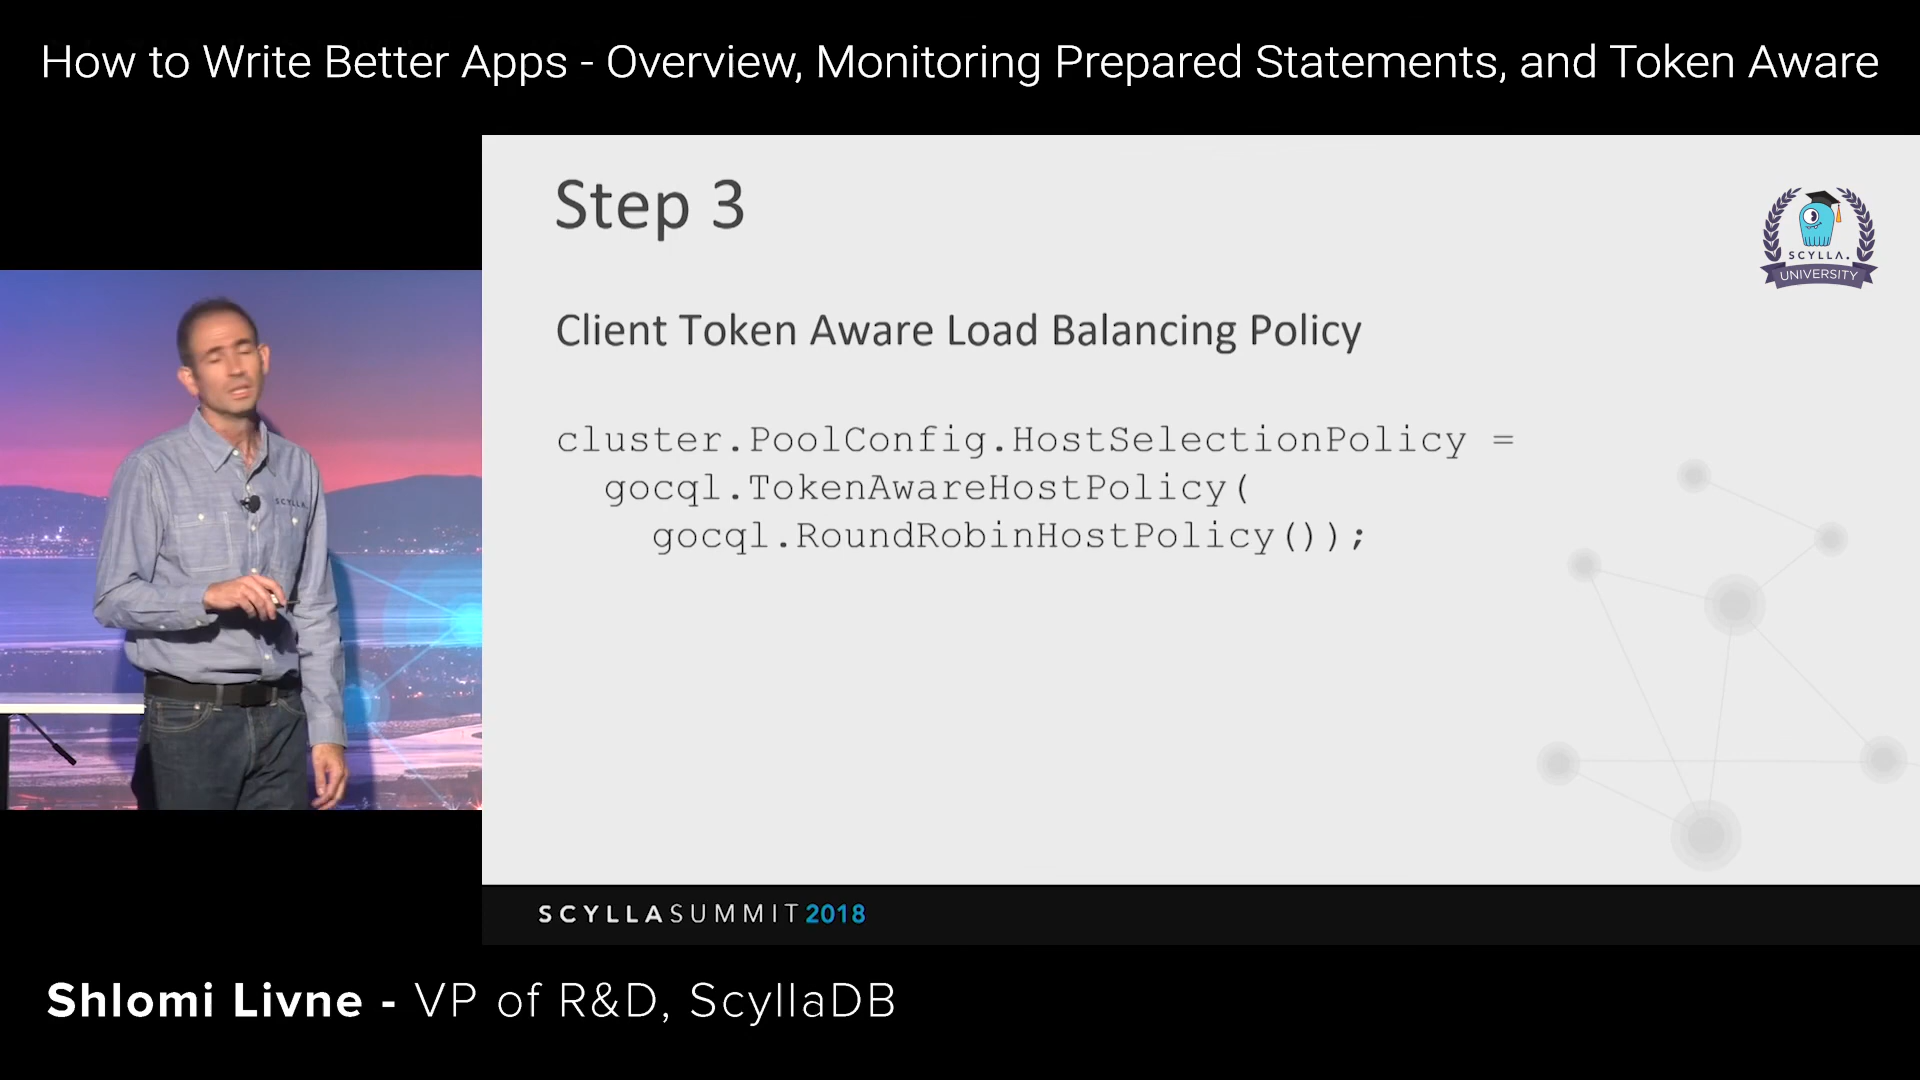 How to Write Better Apps - Overview, Monitoring Prepared Statements, and Token Aware
Step 3
SCYLLA.
UNIVERSITY
Client Token Aware Load Balancing Policy
cluster.PoolConfig.HostSelectionPolicy =
gocql.TokenAwareHostPolicy(
gocql.RoundRobinHostPolicy());
SCYLLA.
SCYLLASUMMIT2018
Shlomi Livne - VP of R&D, ScyllaDB